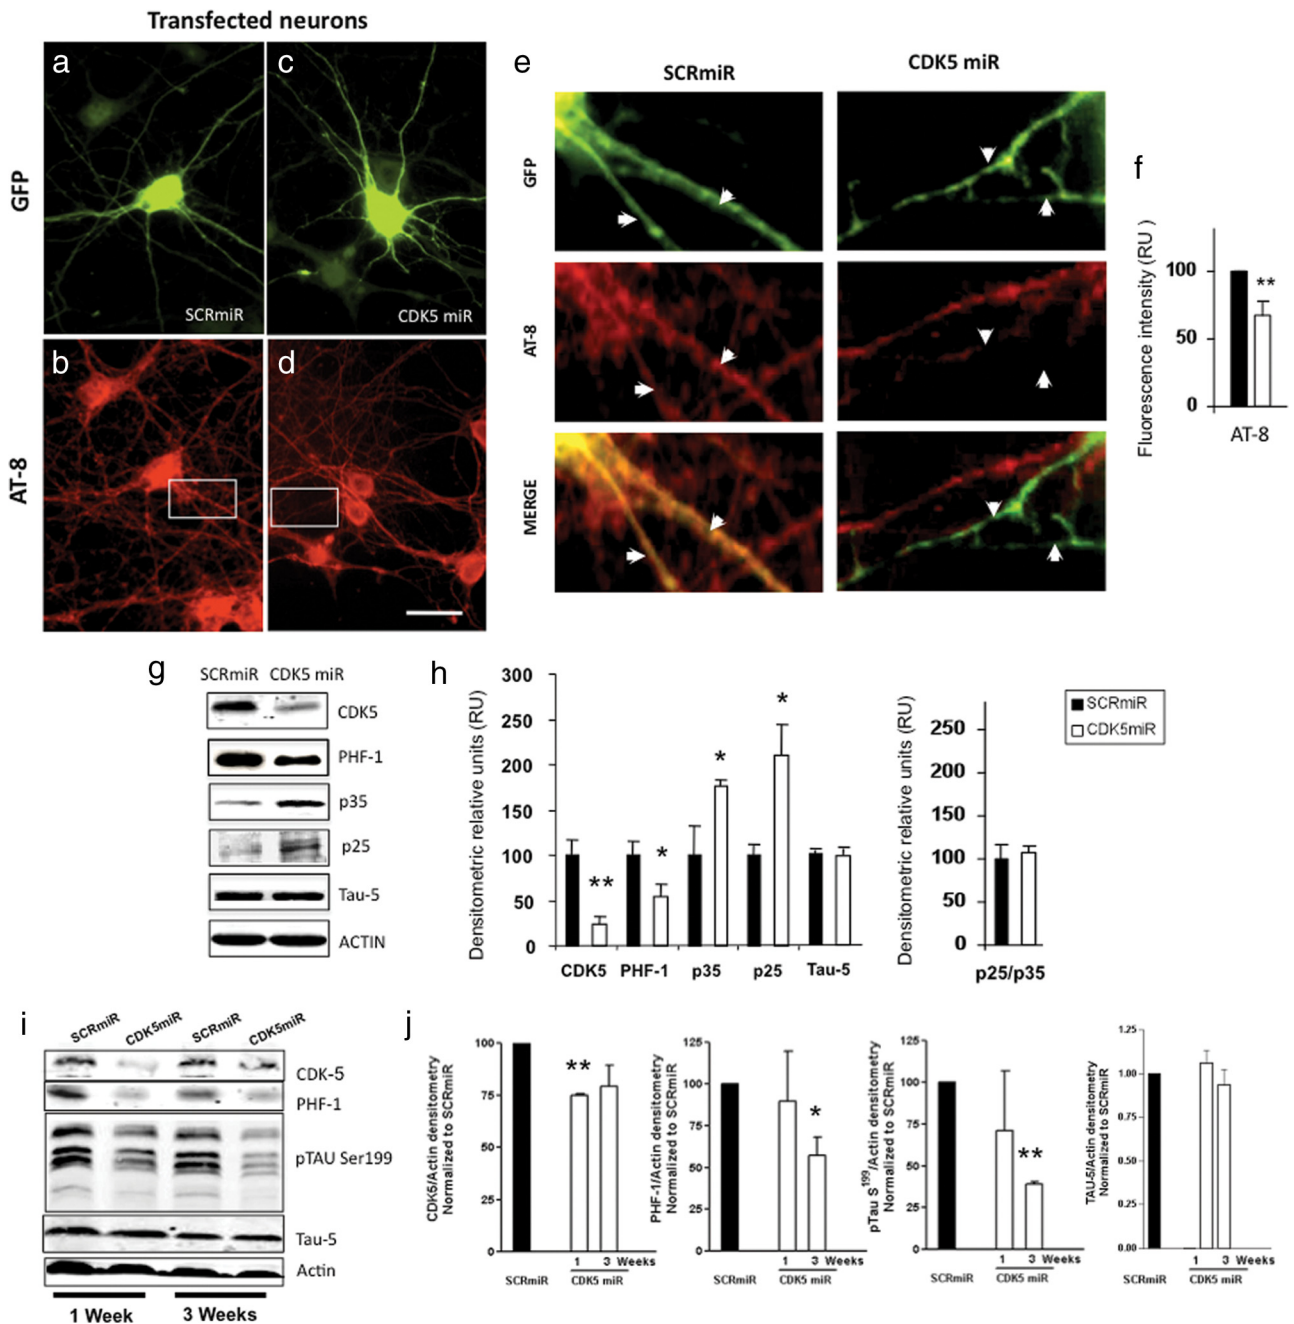 Transfected neurons
a
c
GFP
SCRmiR
CDK5 miR
b
d
AT-8
e
SCRmiR
CDK5 miR
GFP
AT-8
MERGE
f
Fluorescence intensity (RU )
100
50
0
**
AT-8
g
SCRmiR CDK5 miR
CDK5
PHF-1
p35
p25
Tau-5
ACTIN
h
Densitometric relative units (RU)
300
250
200
150
100
50
0
**
*
*
*
CDK5 PHF-1 p35 p25 Tau-5
Densitometric relative units (RU)
250
200
150
100
50
0
p25/p35
SCRmiR
CDK5miR
i
SCRmiR CDK5miR SCRmiR CDK5miR
CDK-5
PHF-1
pTAU Ser199
Tau-5
Actin
1 Week 3 Weeks
j
CDK5/Actin densitometry
Normalized to SCRmiR
100
75
50
25
0
**
1 3 Weeks
SCRmiR CDK5 miR
PHF-1/Actin densitometry
Normalized to SCRmiR
125
100
75
50
25
0
*
1 3 Weeks
SCRmiR CDK5 miR
pTau S199/Actin densitometry
Normalized to SCRmiR
125
100
75
50
25
0
**
1 3 Weeks
SCRmiR CDK5 miR
TAU-5/Actin densitometry
Normalized to SCRmiR
1.25
1.00
0.75
0.50
0.25
0.00
1 3 Weeks
SCRmiR CDK5 miR